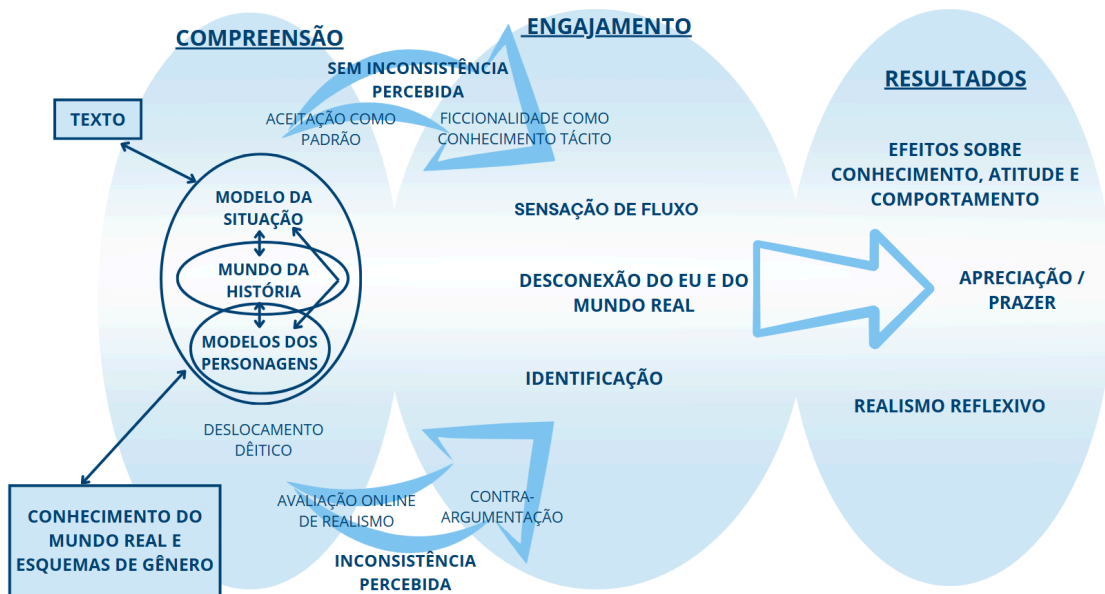 COMPREENSÃO
ENGAJAMENTO
RESULTADOS
SEM INCONSISTÊNCIA
PERCEBIDA
TEXTO
ACEITAÇÃO COMO
PADRÃO
FICCIONALIDADE COMO
CONHECIMENTO TÁCITO
MODELO DA
SITUAÇÃO
MUNDO DA
HISTÓRIA
MODELOS DOS
PERSONAGENS
DESLOCAMENTO
DÊITICO
CONHECIMENTO DO
MUNDO REAL E
ESQUEMAS DE GÊNERO
SENSAÇÃO DE FLUXO
DESCONEXÃO DO EU E DO
MUNDO REAL
IDENTIFICAÇÃO
AVALIAÇÃO ONLINE
DE REALISMO
CONTRA-
ARGUMENTAÇÃO
INCONSISTÊNCIA
PERCEBIDA
EFEITOS SOBRE
CONHECIMENTO, ATITUDE E
COMPORTAMENTO
APRECIAÇÃO /
PRAZER
REALISMO REFLEXIVO